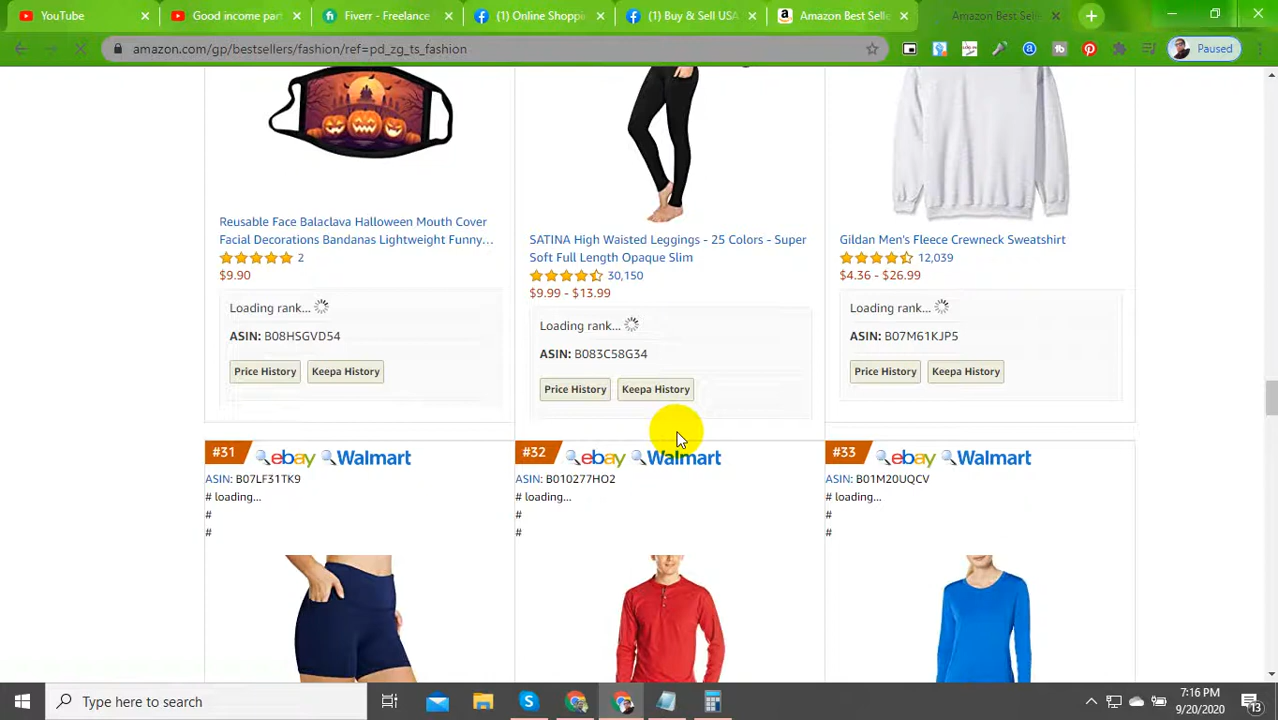 YouTube
Good income par
Fiverr - Freelance
(1) Online Shoppi
(1) Buy & Sell USA
Amazon Best Selle
Amazon Best Selle
amazon.com/gp/bestsellers/fashion/ref=pd_zg_ts_fashion
Paused
Reusable Face Balaclava Halloween Mouth Cover
Facial Decorations Bandanas Lightweight Funny...
2
$9.90
Loading rank...
ASIN: B08HSGVD54
Price History
Keepa History
SATINA High Waisted Leggings - 25 Colors - Super
Soft Full Length Opaque Slim
30,150
$9.99 - $13.99
Loading rank...
ASIN: B083C58G34
Price History
Keepa History
Gildan Men's Fleece Crewneck Sweatshirt
12,039
$4.36 - $26.99
Loading rank...
ASIN: B07M61KJP5
Price History
Keepa History
#31 ebay Walmart
ASIN: B07LF31TK9
# loading...
#
#
#32 ebay Walmart
ASIN: B010277HO2
# loading...
#
#
#33 ebay Walmart
ASIN: B01M20UQCV
# loading...
#
#
Type here to search
7:16 PM
9/20/2020
13